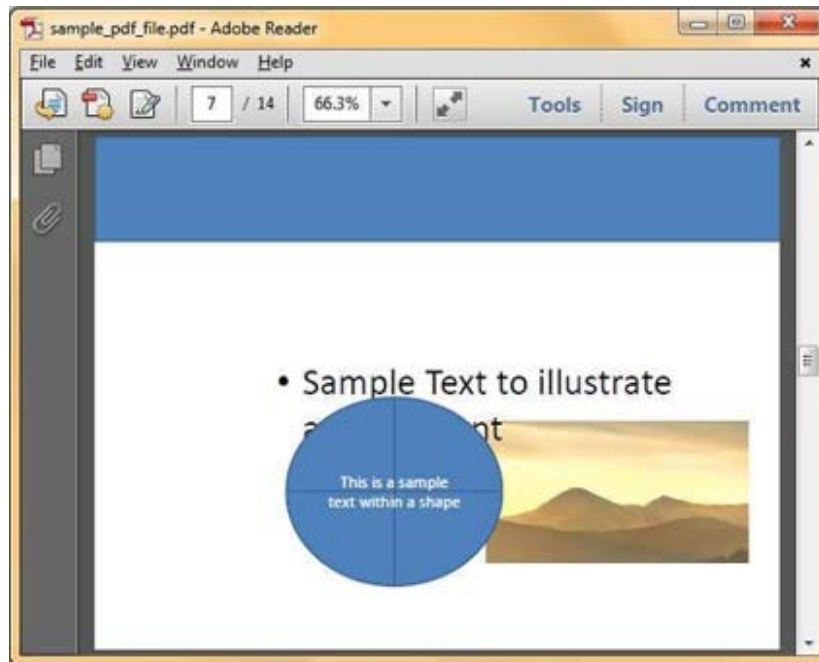 sample_pdf_file.pdf - Adobe Reader
File Edit View Window Help
7 / 14 66.3% Tools Sign Comment
• Sample Text to illustrate
This is a sample
text within a shape